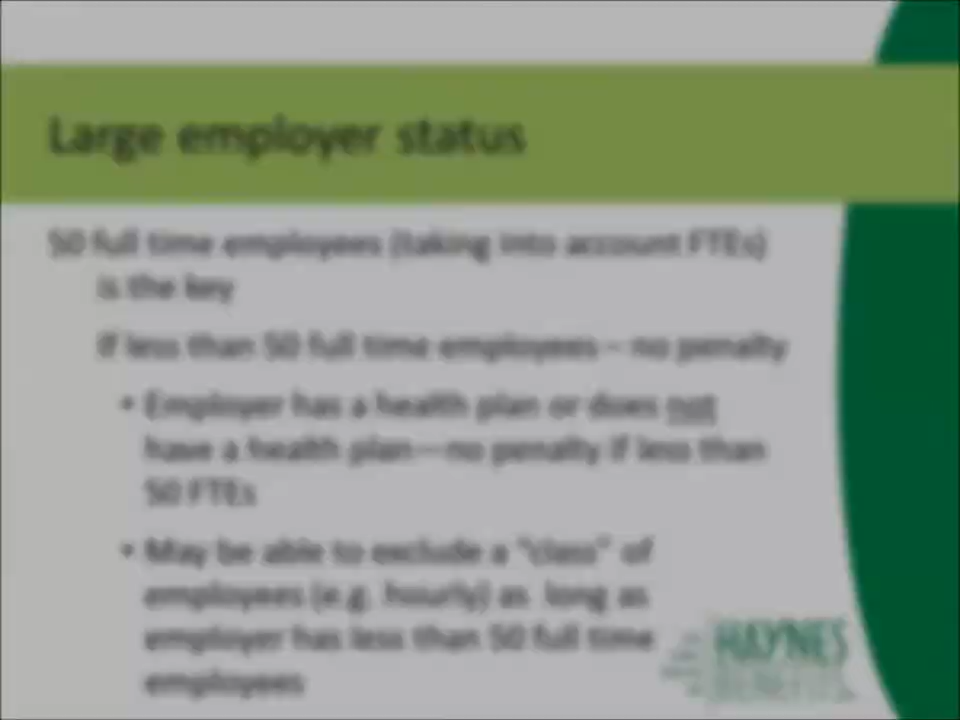 Large employer status
50 full time employees (taking into account FTEs)
is the key
If less than 50 full time employees – no penalty
• Employer has a health plan or does not
have a health plan—no penalty if less than
50 FTEs
• May be able to exclude a "class" of
employees (e.g. hourly) as long as
employer has less than 50 full time
employees
HAYNES
BENEFITS